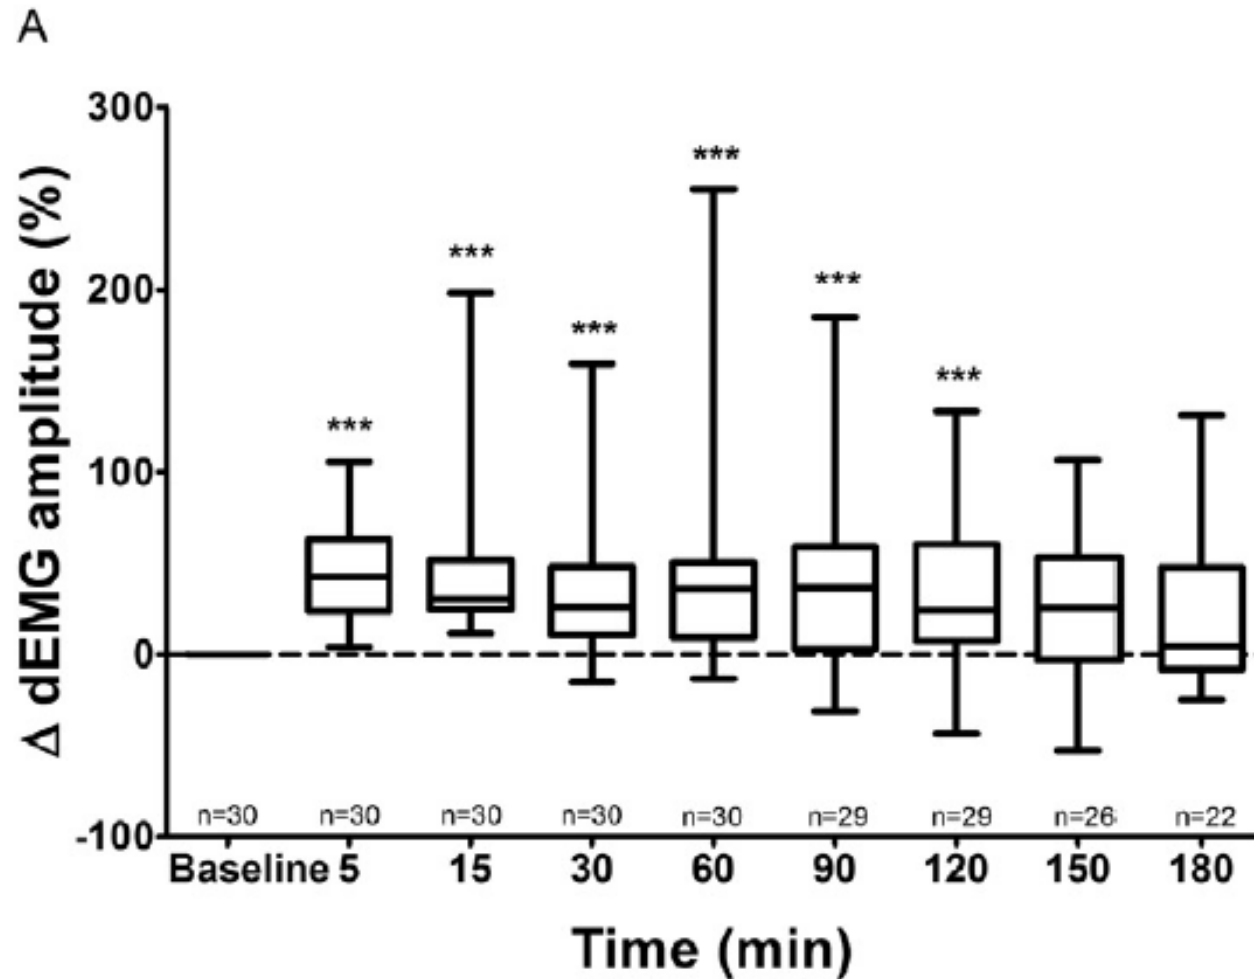 A
300
***
***
***
200
***
***
***
***
100
0
-100
Δ dEMG amplitude (%)
n=30 n=30 n=30 n=30 n=30 n=29 n=29 n=26 n=22
Baseline 5 15 30 60 90 120 150 180
Time (min)